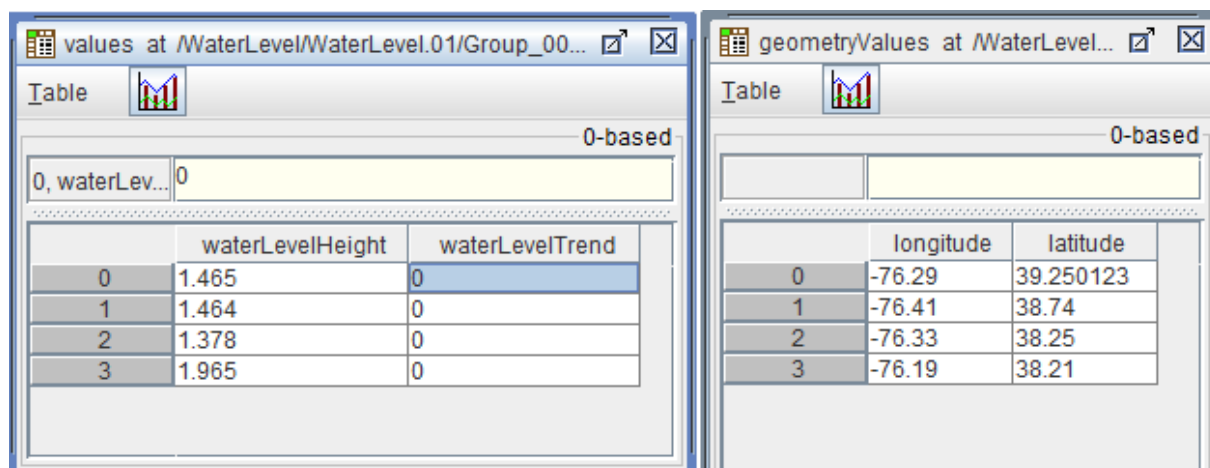 values at /WaterLevel/WaterLevel.01/Group_00...
Table
0-based
0, waterLev... 0
waterLevelHeight waterLevelTrend
0 1.465 0
1 1.464 0
2 1.378 0
3 1.965 0
geometryValues at /WaterLevel...
Table
0-based
longitude latitude
0 -76.29 39.250123
1 -76.41 38.74
2 -76.33 38.25
3 -76.19 38.21